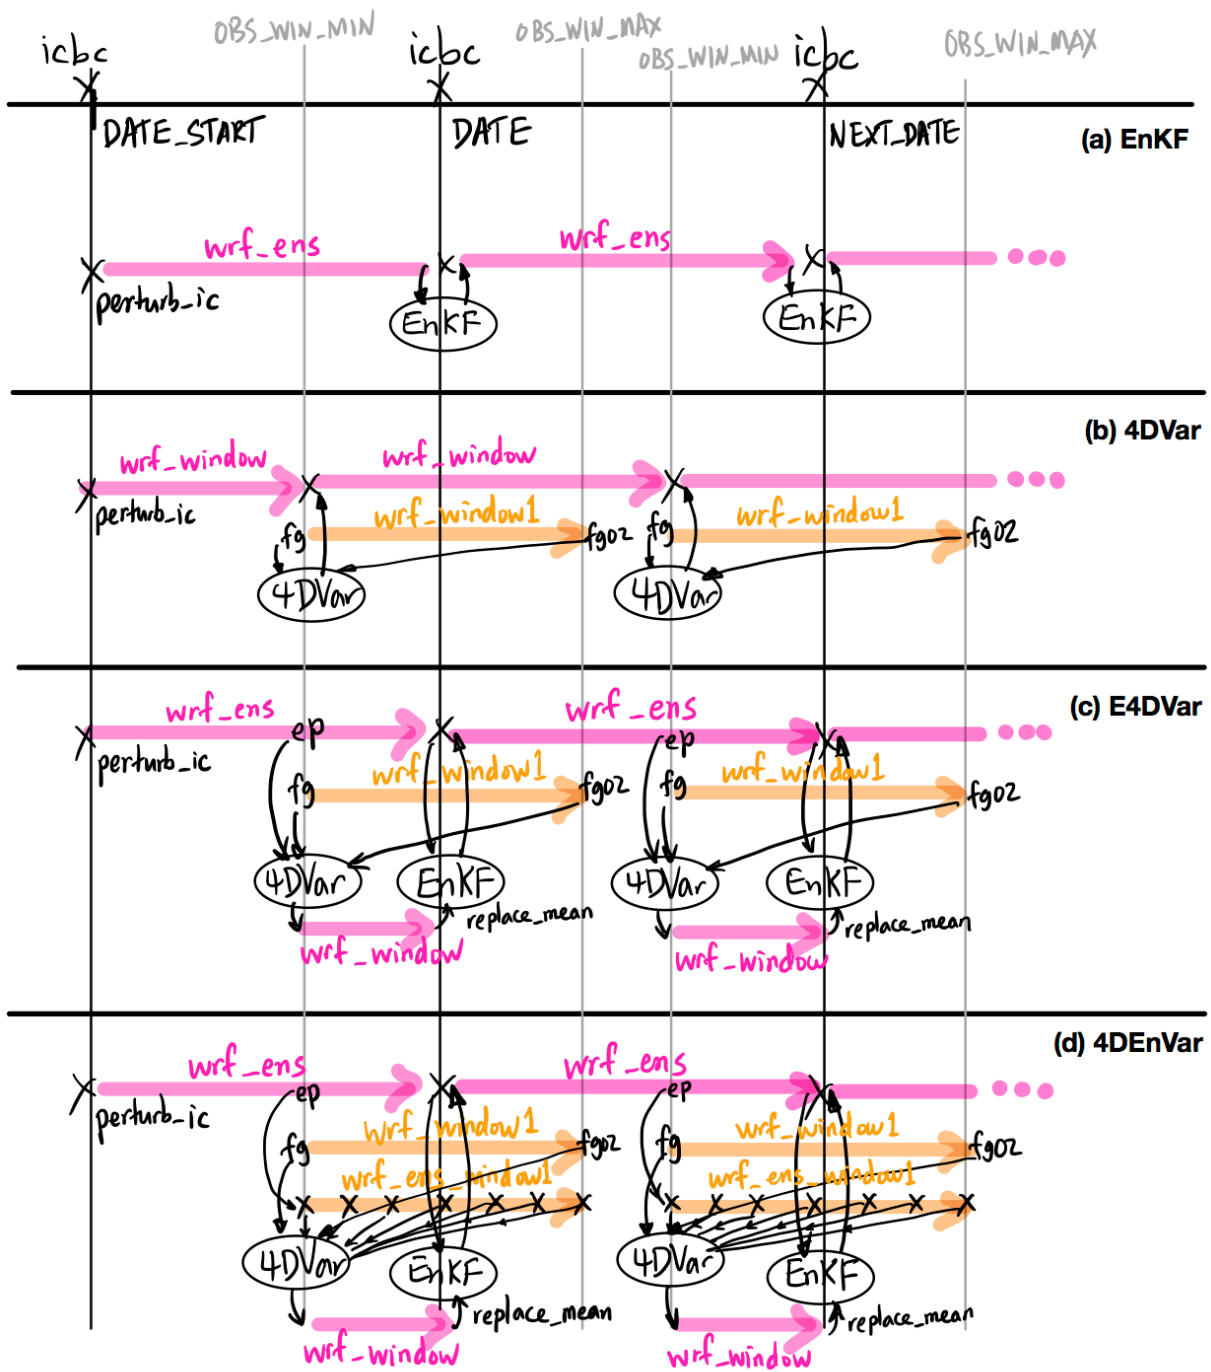 OBS_WIN_MIN OBS_WIN_MAX
icbc icbc OBS_WIN_MIN icbc OBS_WIN_MAX
DATE_START DATE NEXT_DATE (a) EnKF
wrf_ens wrf_ens
perturb_ic
EnKF EnKF
(b) 4DVar
wrf_window wrf_window
perturb_ic wrf_window1 wrf_window1
fg fg02 fg fg02
4DVar 4DVar
wrf_ens wrf_ens (c) E4DVar
ep ep
perturb_ic wrf_window1 wrf_window1
fg fg02 fg fg02
4DVar EnKF 4DVar EnKF
replace_mean replace_mean
wrf_window wrf_window
(d) 4DEnVar
wrf_ens wrf_ens
ep ep
perturb_ic wrf_window1 wrf_window1
fg fg02 fg fg02
wrf_ens_window1 wrf_ens_window1
4DVar EnKF 4DVar EnKF
replace_mean replace_mean
wrf_window wrf_window